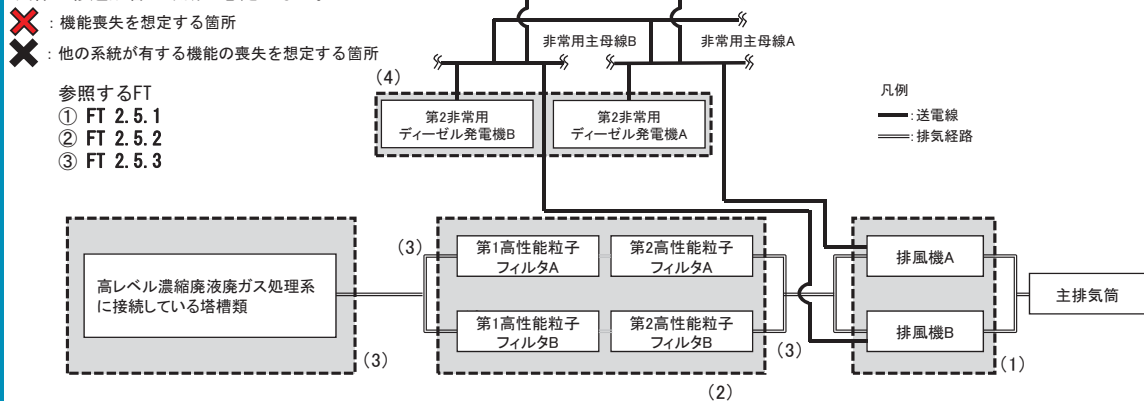 ：機能喪失を想定する箇所
：他の系統が有する機能の喪失を想定する箇所
参照するFT
① FT 2.5.1
② FT 2.5.2
③ FT 2.5.3
非常用主母線B
非常用主母線A
(4)
第2非常用
ディーゼル発電機B
第2非常用
ディーゼル発電機A
凡例
：送電線
：排気経路
高レベル濃縮廃液廃ガス処理系
に接続している塔槽類
(3)
(3)
第1高性能粒子
フィルタA
第2高性能粒子
フィルタA
第1高性能粒子
フィルタB
第2高性能粒子
フィルタB
(3)
(2)
排風機A
排風機B
(1)
主排気筒